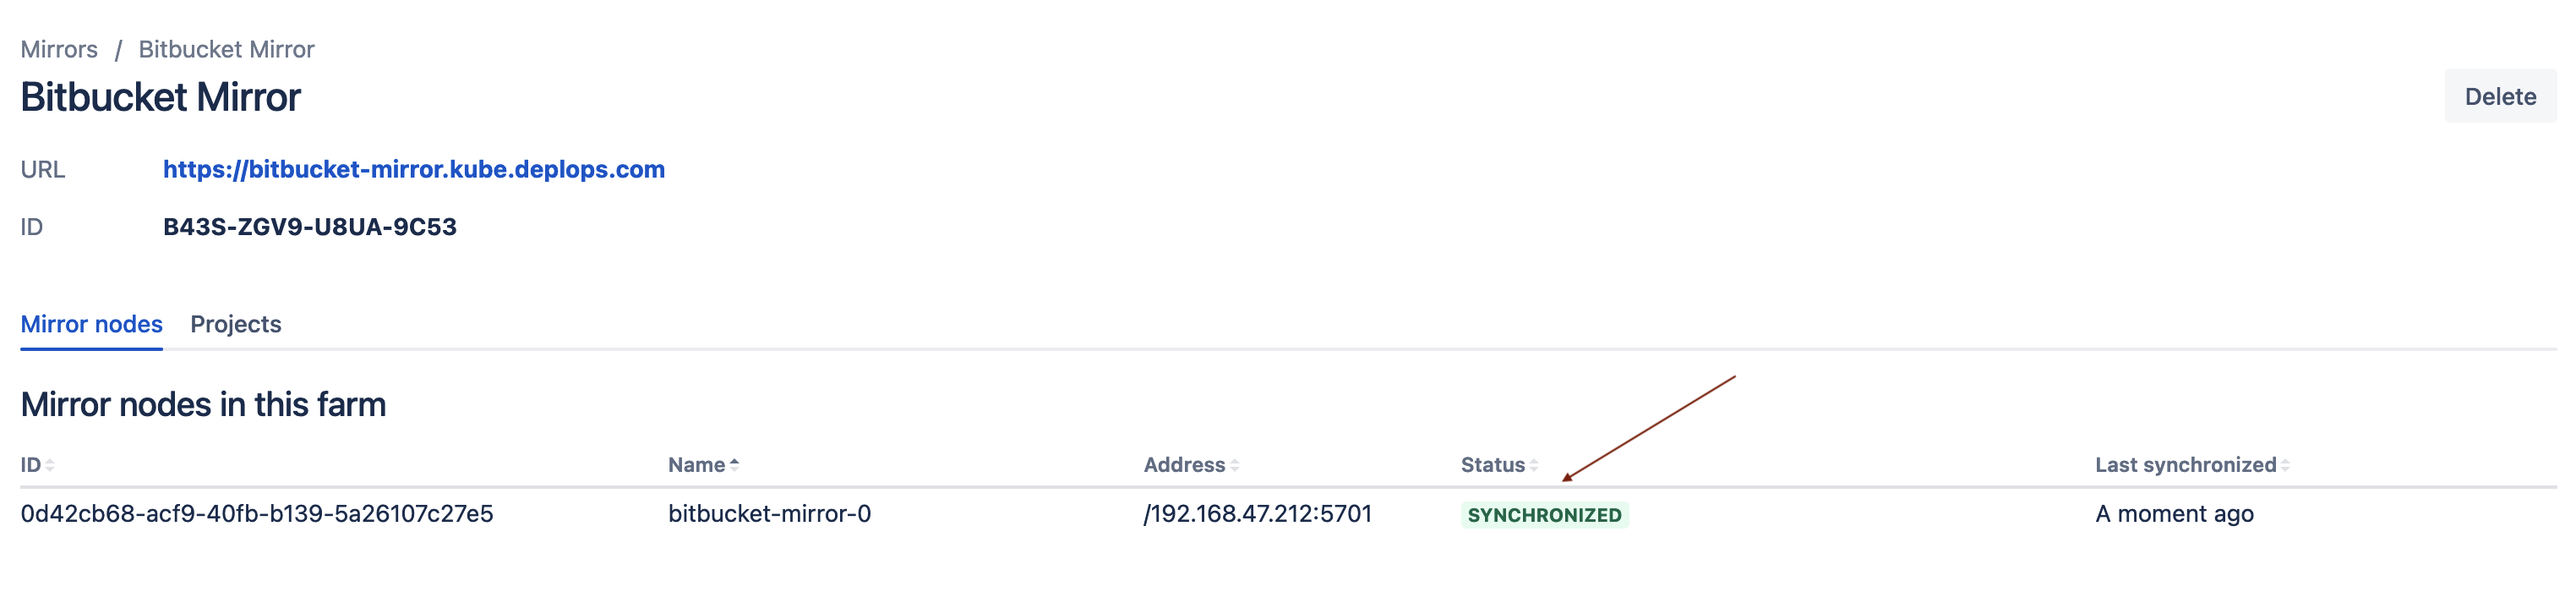 Mirrors / Bitbucket Mirror
Bitbucket Mirror
Delete
URL https://bitbucket-mirror.kube.deplops.com
ID B43S-ZGV9-U8UA-9C53
Mirror nodes Projects
Mirror nodes in this farm
ID Name Address Status Last synchronized
0d42cb68-acf9-40fb-b139-5a26107c27e5 bitbucket-mirror-0 /192.168.47.212:5701 SYNCHRONIZED A moment ago